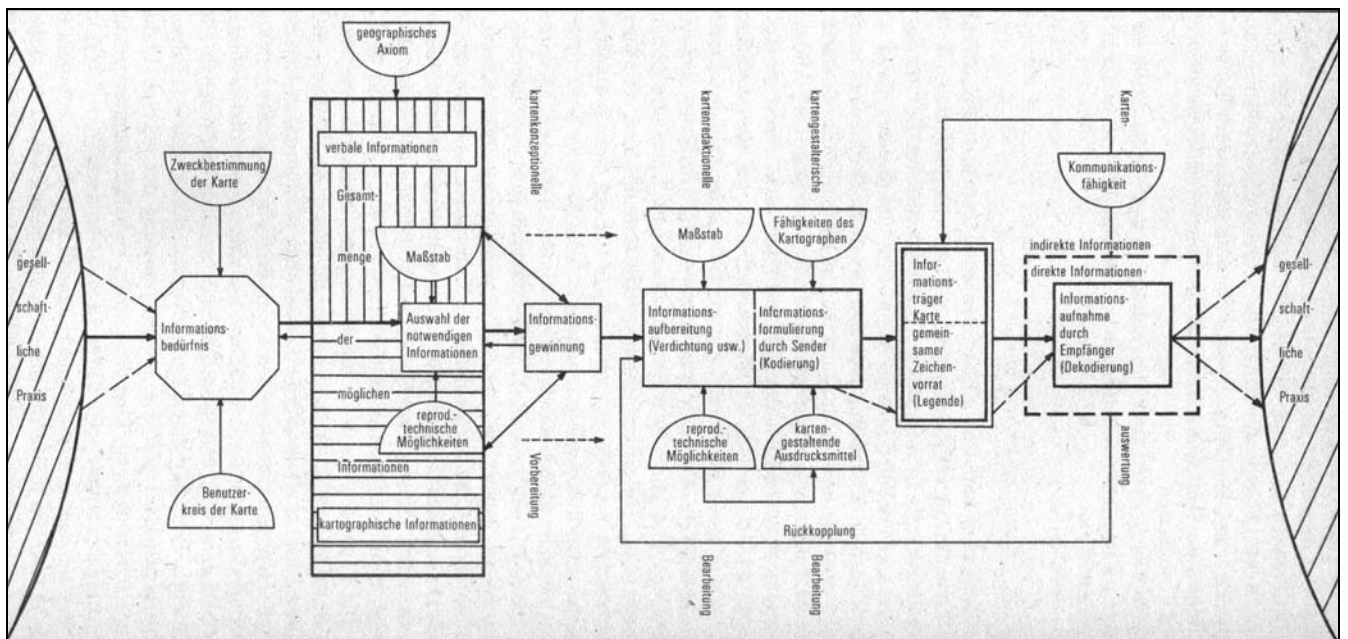 geographisches
Axiom
verbale Informationen
Gesamt-
menge
der
möglichen
Informationen
kartographische Informationen
gesell-
schaft-
liche
Praxis
Zweckbestimmung
der Karte
Informations-
bedürfnis
Benutzer-
kreis der Karte
Maßstab
Auswahl der
notwendigen
Informationen
reprod.-
technische
Möglichkeiten
kartenkonzeptionelle
Vorbereitung
Informations-
gewinnung
kartenredaktionelle
Bearbeitung
Maßstab
Informations-
aufbereitung
(Verdichtung usw.)
reprod.-
technische
Möglichkeiten
kartengestalterische
Bearbeitung
Fähigkeiten des
Kartographen
Informations-
formulierung
durch Sender
(Kodierung)
karten-
gestaltende
Ausdrucksmittel
Rückkopplung
Infor-
mations-
träger
Karte
gemein-
samer
Zeichen-
vorrat
(Legende)
Karten-
auswertung
Kommunikations-
fähigkeit
indirekte Informationen
direkte Informationen
Informations-
aufnahme
durch
Empfänger
(Dekodierung)
gesell-
schaft-
liche
Praxis